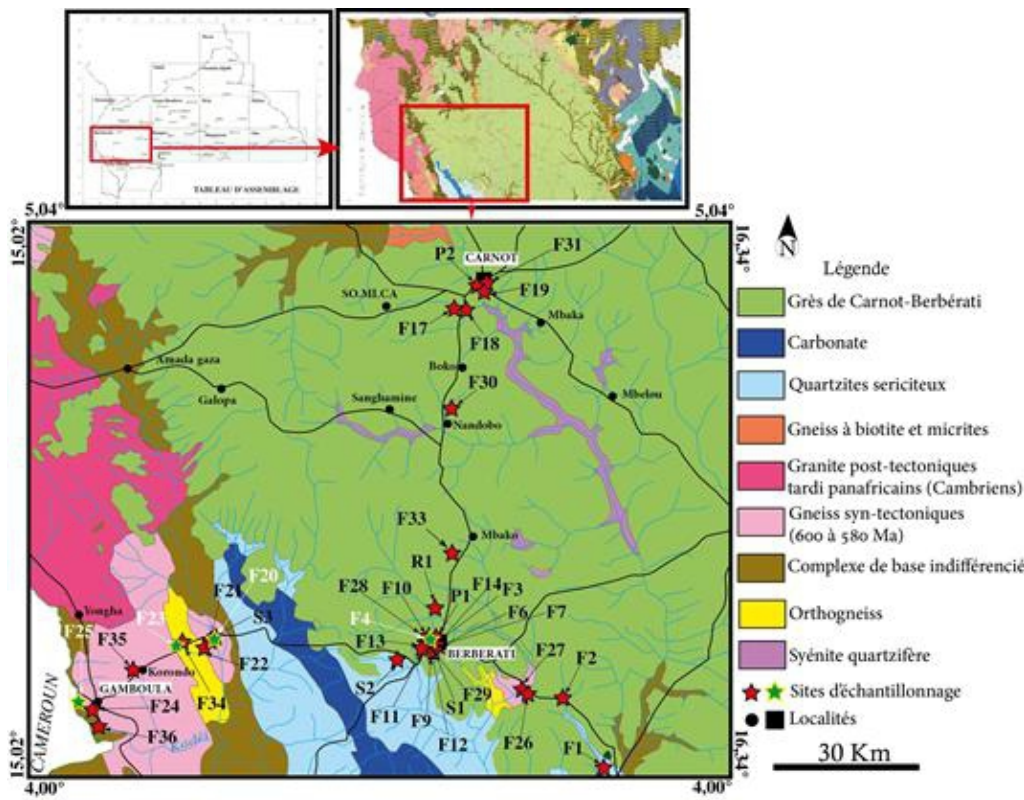 TABLEAU D'ASSEMBLAGE
5,04°
5,04°
15,02°
16,34°
P2
CARNOT
F31
SO.MI.CA
F19
F17
F18
Mbaka
Amada gaza
Boko
Galopa
F30
Sanghamine
Mbelou
Nandobo
F33
Mbako
R1
F28
F10
P1
F14
F3
F20
F21
F4
F6
F7
Yongha
F23
S3
F25
F35
F13
BERBERATI
F27
F2
Korondo
F22
GAMBOULA
S2
F29
F24
F34
F11
F9
S1
F36
F12
F26
F1
Kadéï
CAMEROUN
15,02°
16,34°
4,00°
4,00°
N
Légende
Grès de Carnot-Berbérati
Carbonate
Quartzites sericiteux
Gneiss à biotite et micrites
Granite post-tectoniques
tardi panafricains (Cambriens)
Gneiss syn-tectoniques
(600 à 580 Ma)
Complexe de base indifférencié
Orthogneiss
Syénite quartzifère
Sites d'échantillonnage
Localités
30 Km